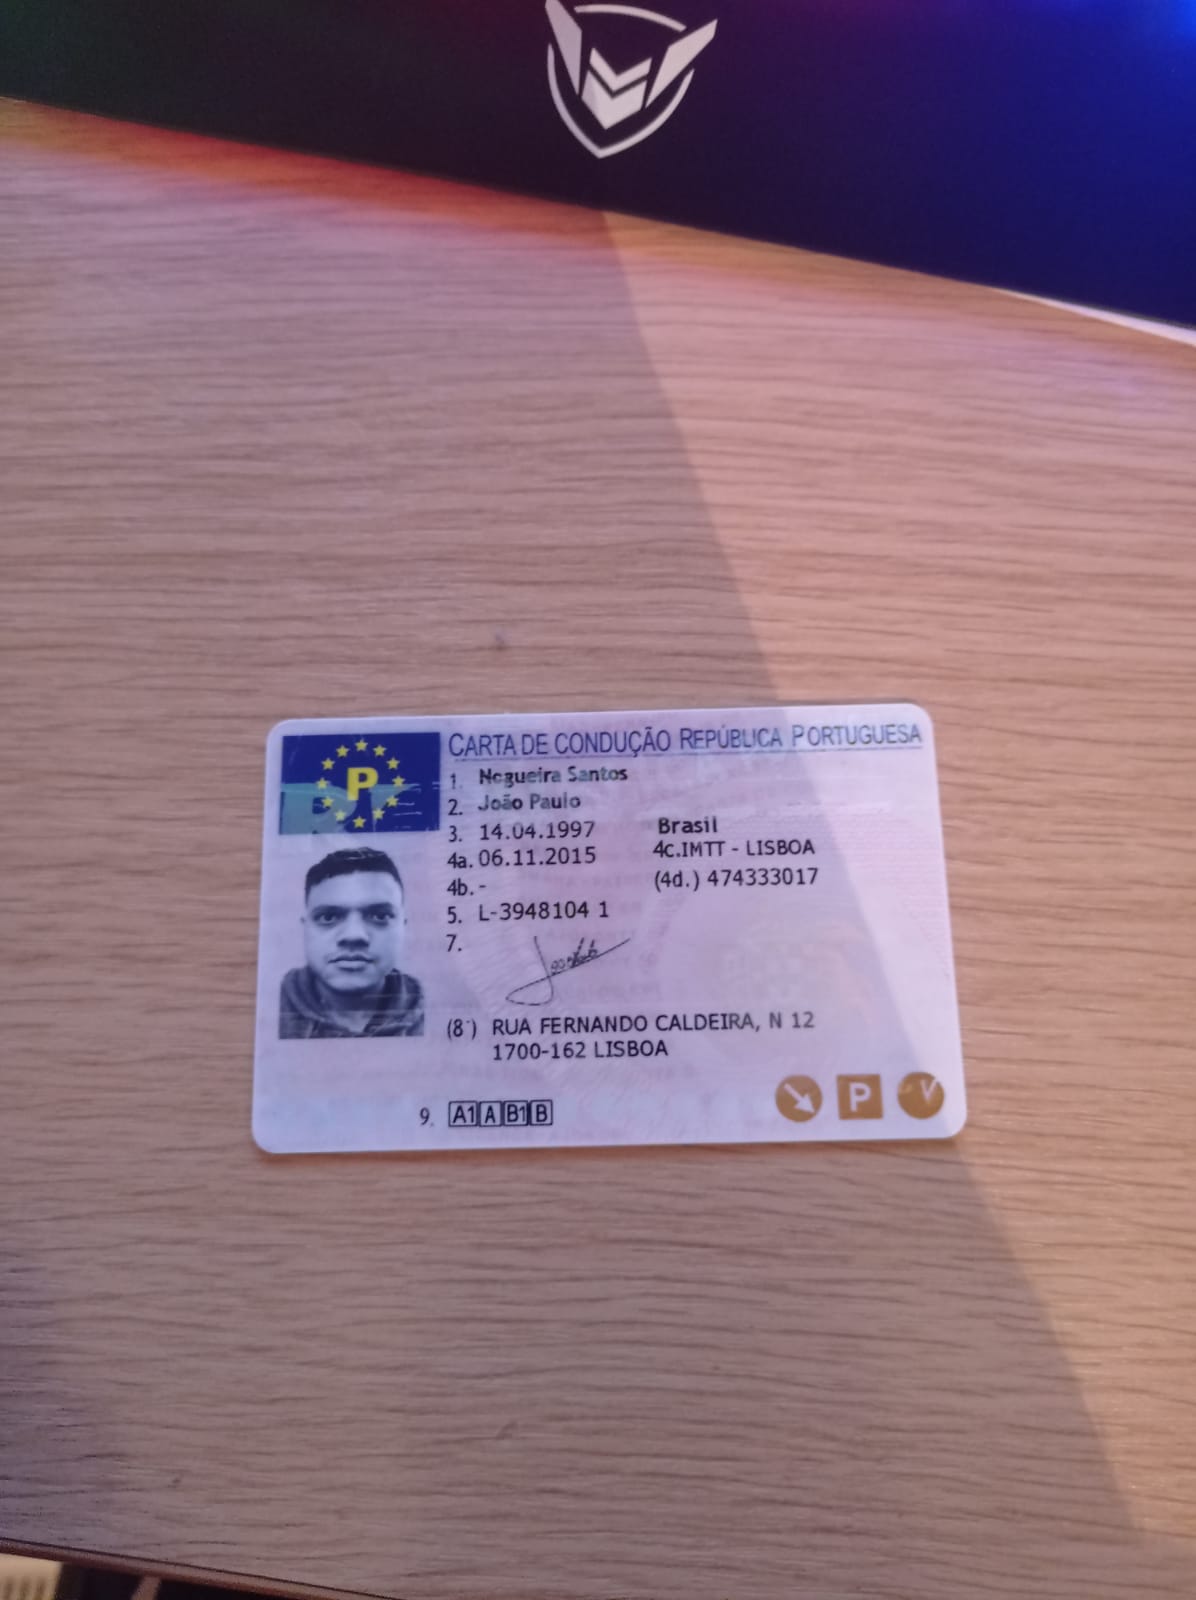 P
CARTA DE CONDUÇÃO REPÚBLICA PORTUGUESA
1. Nogueira Santos
2. João Paulo
3. 14.04.1997 Brasil
4a. 06.11.2015 4c.IMTT - LISBOA
4b. - (4d.) 474333017
5. L-3948104 1
7.
(8) RUA FERNANDO CALDEIRA, N 12
1700-162 LISBOA
9. A1 A B1 B
P
V